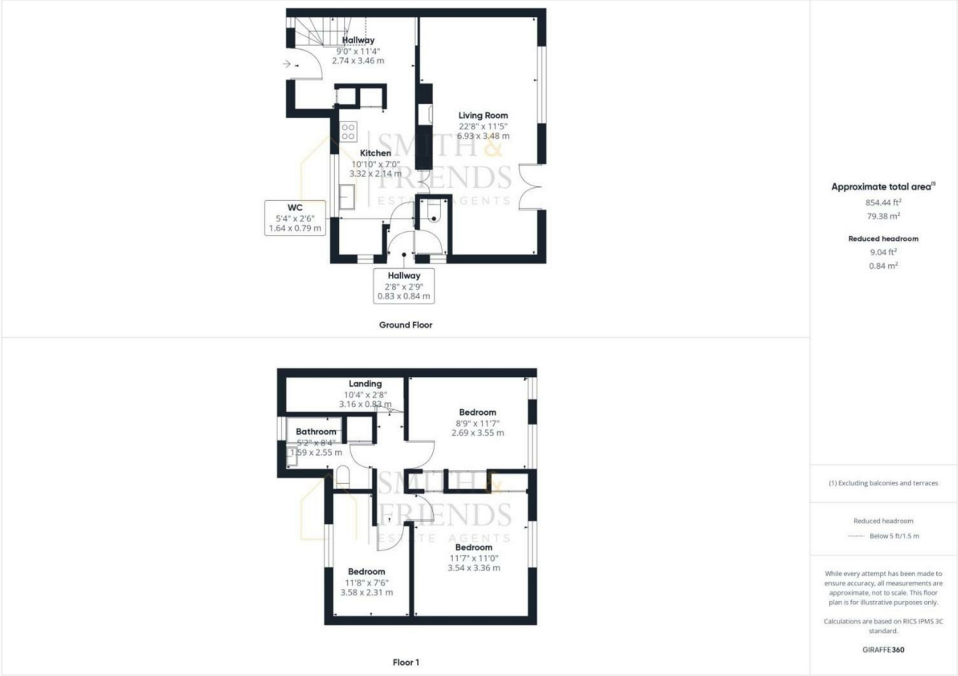 Hallway
9'0" x 11'4"
2.74 x 3.46 m
Living Room
22'8" x 11'5"
6.93 x 3.48 m
Kitchen
10'10" x 7'0"
3.32 x 2.14 m
SMITH &
FRIENDS
ESTATE AGENTS
WC
5'4" x 2'6"
1.64 x 0.79 m
Hallway
2'8" x 2'9"
0.83 x 0.84 m
Ground Floor
Landing
10'4" x 2'8"
3.16 x 0.83 m
Bedroom
8'9" x 11'7"
2.69 x 3.55 m
Bathroom
5'2" x 8'4"
1.59 x 2.55 m
SMITH &
FRIENDS
ESTATE AGENTS
Bedroom
11'7" x 11'0"
3.54 x 3.36 m
Bedroom
11'8" x 7'6"
3.58 x 2.31 m
Floor 1
Approximate total area(1)
854.44 ft²
79.38 m²
Reduced headroom
9.04 ft²
0.84 m²
(1) Excluding balconies and terraces
Reduced headroom
Below 5 ft/1.5 m
While every attempt has been made to
ensure accuracy, all measurements are
approximate, not to scale. This floor
plan is for illustrative purposes only.
Calculations are based on RICS IPMS 3C
standard.
GIRAFFE360